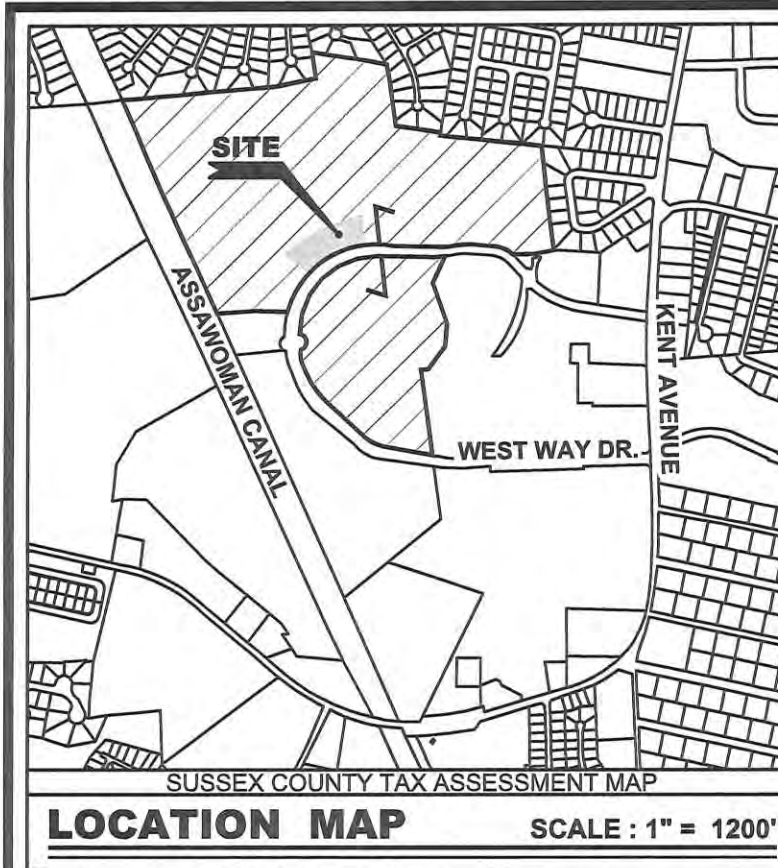 SITE
ASSAWOMAN CANAL
KENT AVENUE
WEST WAY DR.
SUSSEX COUNTY TAX ASSESSMENT MAP
LOCATION MAP SCALE : 1" = 1200'